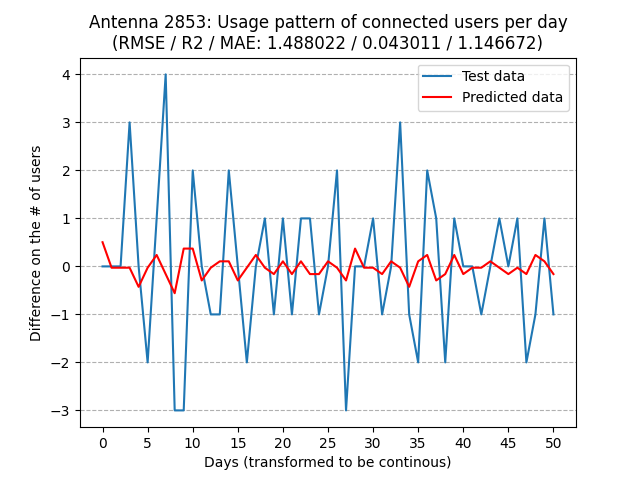 Antenna 2853: Usage pattern of connected users per day
(RMSE / R2 / MAE: 1.488022 / 0.043011 / 1.146672)
Test data
Predicted data
4
3
2
1
0
−1
−2
−3
Difference on the # of users
0 5 10 15 20 25 30 35 40 45 50
Days (transformed to be continous)